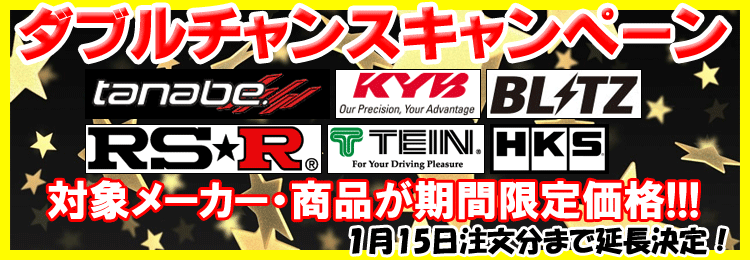 ダブルチャンスキャンペーン
tanabe. KYB BLITZ
Our Precision, Your Advantage
RS★R® TEIN® HKS®
For Your Driving Pleasure
対象メーカー・商品が期間限定価格!!!
1月15日注文分まで延長決定！